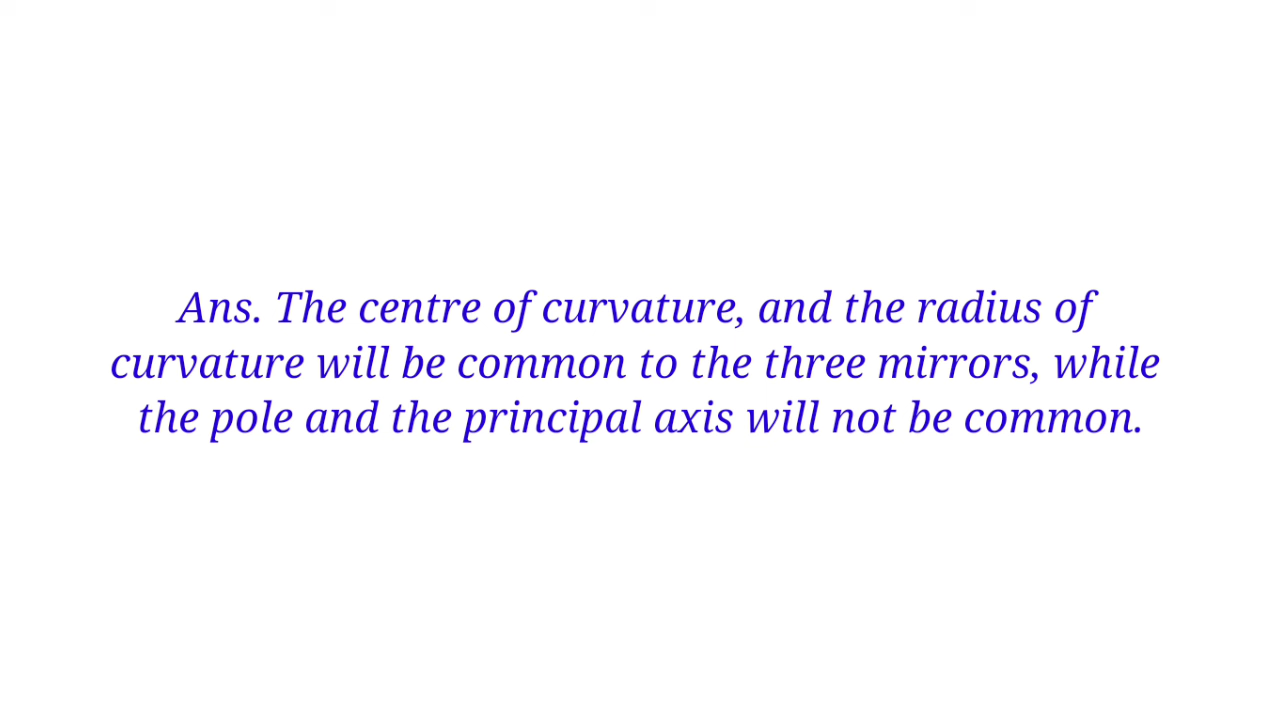 Ans. The centre of curvature, and the radius of
curvature will be common to the three mirrors, while
the pole and the principal axis will not be common.